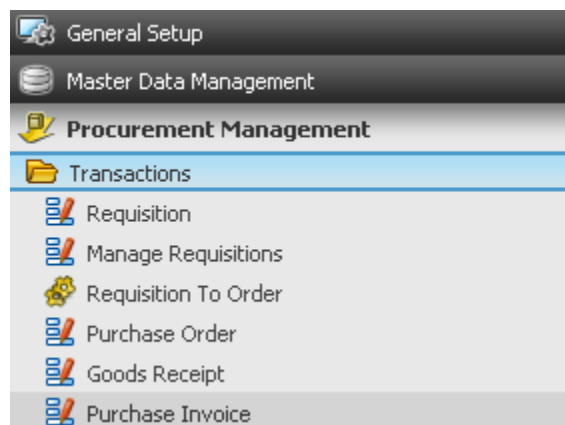 General Setup
Master Data Management
Procurement Management
Transactions
Requisition
Manage Requisitions
Requisition To Order
Purchase Order
Goods Receipt
Purchase Invoice